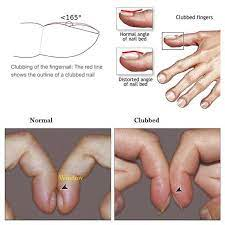 <165°
Clubbing of the fingernail: The red line
shows the outline of a clubbed nail
Clubbed fingers
Normal
angle of
nail bed
Distorted
angle of
nail bed
Normal
Clubbed
Window